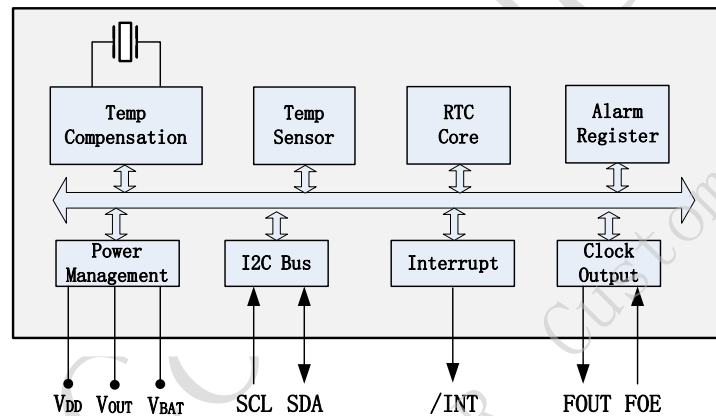 Temp
Compensation
Temp
Sensor
RTC
Core
Alarm
Register
Power
Management
I2C Bus
Interrupt
Clock
Output
VDD VOUT VBAT SCL SDA /INT FOUT FOE
Custom